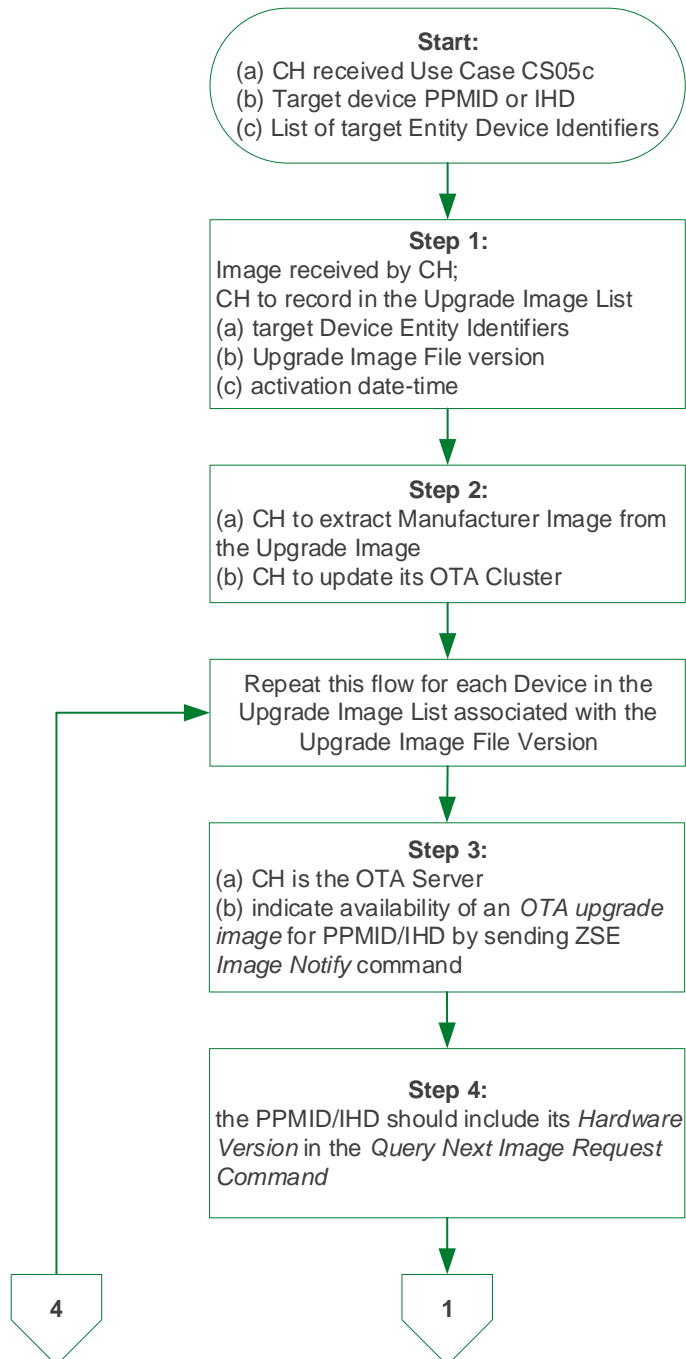 Start:
(a) CH received Use Case CS05c
(b) Target device PPMID or IHD
(c) List of target Entity Device Identifiers
Step 1:
Image received by CH;
CH to record in the Upgrade Image List
(a) target Device Entity Identifiers
(b) Upgrade Image File version
(c) activation date-time
Step 2:
(a) CH to extract Manufacturer Image from
the Upgrade Image
(b) CH to update its OTA Cluster
Repeat this flow for each Device in the
Upgrade Image List associated with the
Upgrade Image File Version
Step 3:
(a) CH is the OTA Server
(b) indicate availability of an OTA upgrade
image for PPMID/IHD by sending ZSE
Image Notify command
Step 4:
the PPMID/IHD should include its Hardware
Version in the Query Next Image Request
Command
4
1